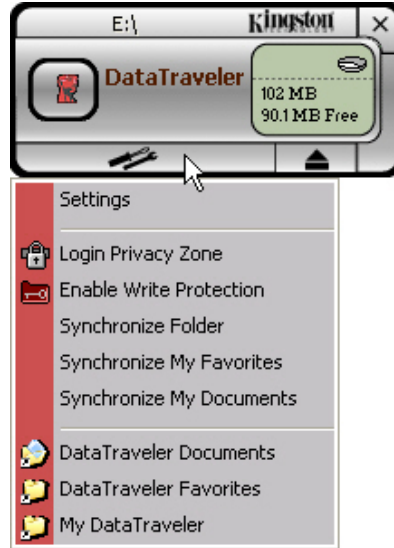 E:\ Kingston
DataTraveler
102 MB
90.1 MB Free
Settings
Login Privacy Zone
Enable Write Protection
Synchronize Folder
Synchronize My Favorites
Synchronize My Documents
DataTraveler Documents
DataTraveler Favorites
My DataTraveler